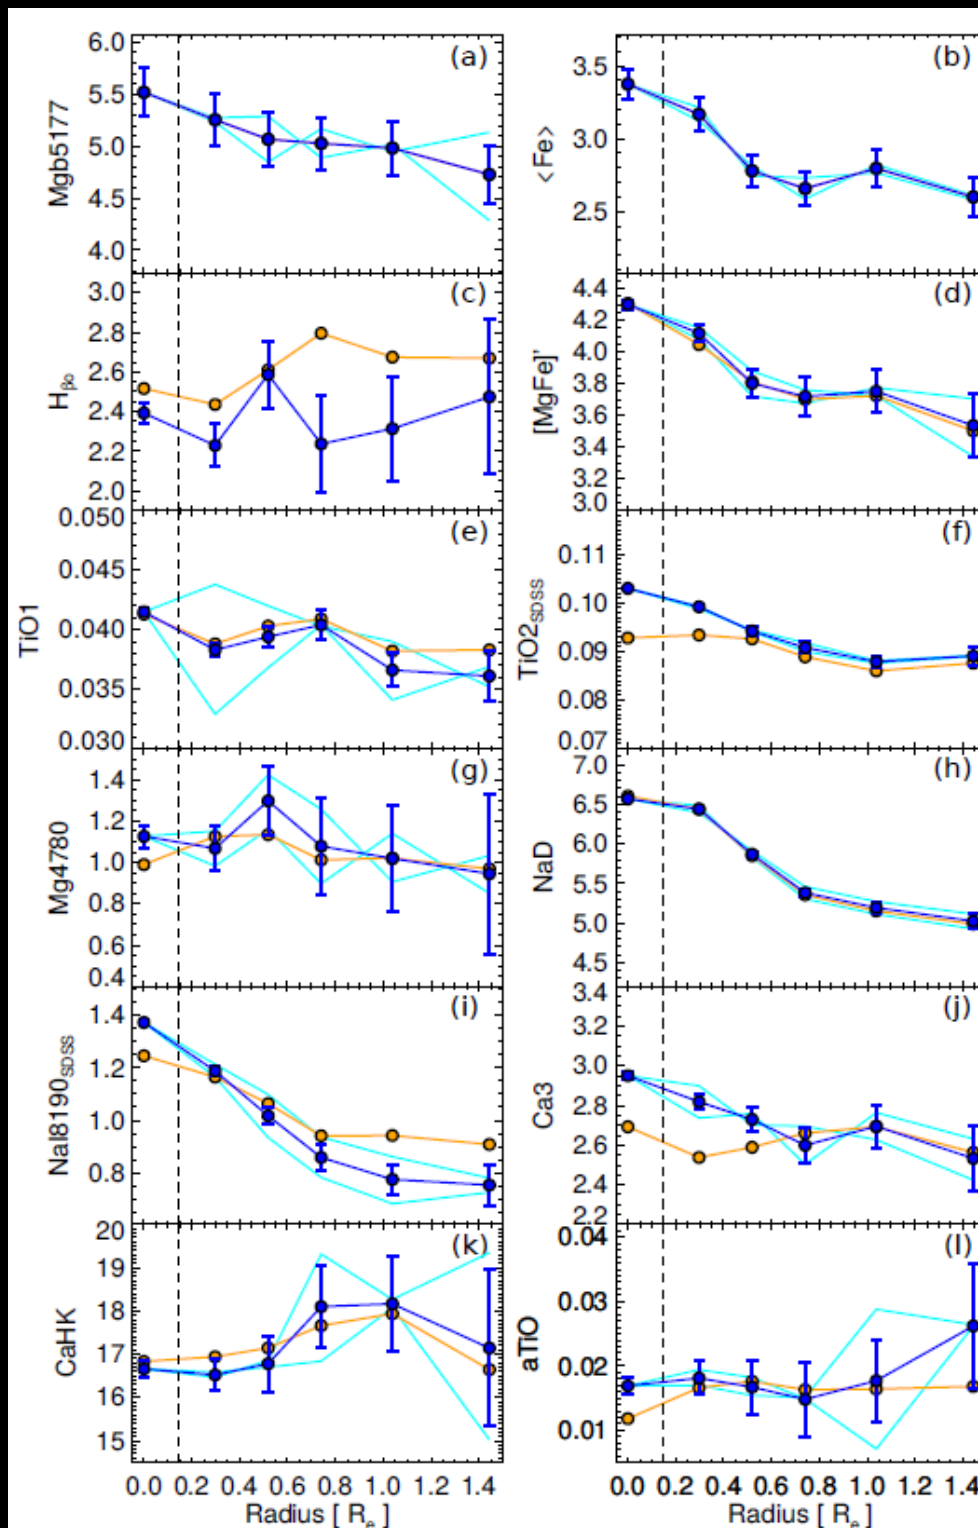 (a)
Mgb5177
6.0
5.5
5.0
4.5
4.0
(b)
<Fe>
3.5
3.0
2.5
(c)
Hβo
3.0
2.8
2.6
2.4
2.2
2.0
(d)
[MgFe]'
4.4
4.2
4.0
3.8
3.6
3.4
3.2
3.0
(e)
TiO1
0.050
0.045
0.040
0.035
0.030
(f)
TiO2SDSS
0.11
0.10
0.09
0.08
0.07
(g)
Mg4780
1.4
1.2
1.0
0.8
0.6
0.4
(h)
NaD
7.0
6.5
6.0
5.5
5.0
4.5
(i)
NaI8190SDSS
1.4
1.2
1.0
0.8
(j)
Ca3
3.4
3.2
3.0
2.8
2.6
2.4
2.2
(k)
CaHK
20
19
18
17
16
15
(l)
aTiO
0.04
0.03
0.02
0.01
0.0 0.2 0.4 0.6 0.8 1.0 1.2 1.4
Radius [ Re ]
0.0 0.2 0.4 0.6 0.8 1.0 1.2 1.4
Radius [ Re ]